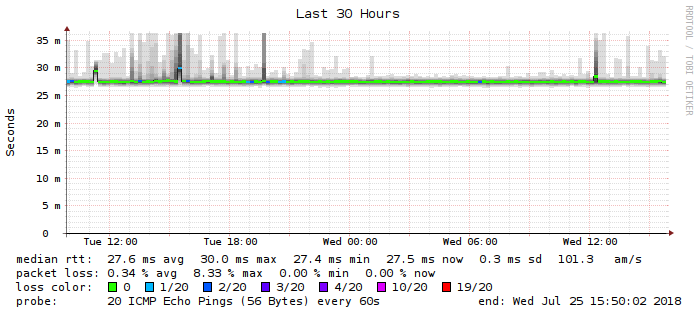 Last 30 Hours
RRDTOOL / TOBI OETIKER
Seconds
35 m
30 m
25 m
20 m
15 m
10 m
5 m
0
Tue 12:00 Tue 18:00 Wed 00:00 Wed 06:00 Wed 12:00
median rtt: 27.6 ms avg 30.0 ms max 27.4 ms min 27.5 ms now 0.3 ms sd 101.3 am/s
packet loss: 0.34 % avg 8.33 % max 0.00 % min 0.00 % now
loss color: 0 1/20 2/20 3/20 4/20 10/20 19/20
probe: 20 ICMP Echo Pings (56 Bytes) every 60s end: Wed Jul 25 15:50:02 2018